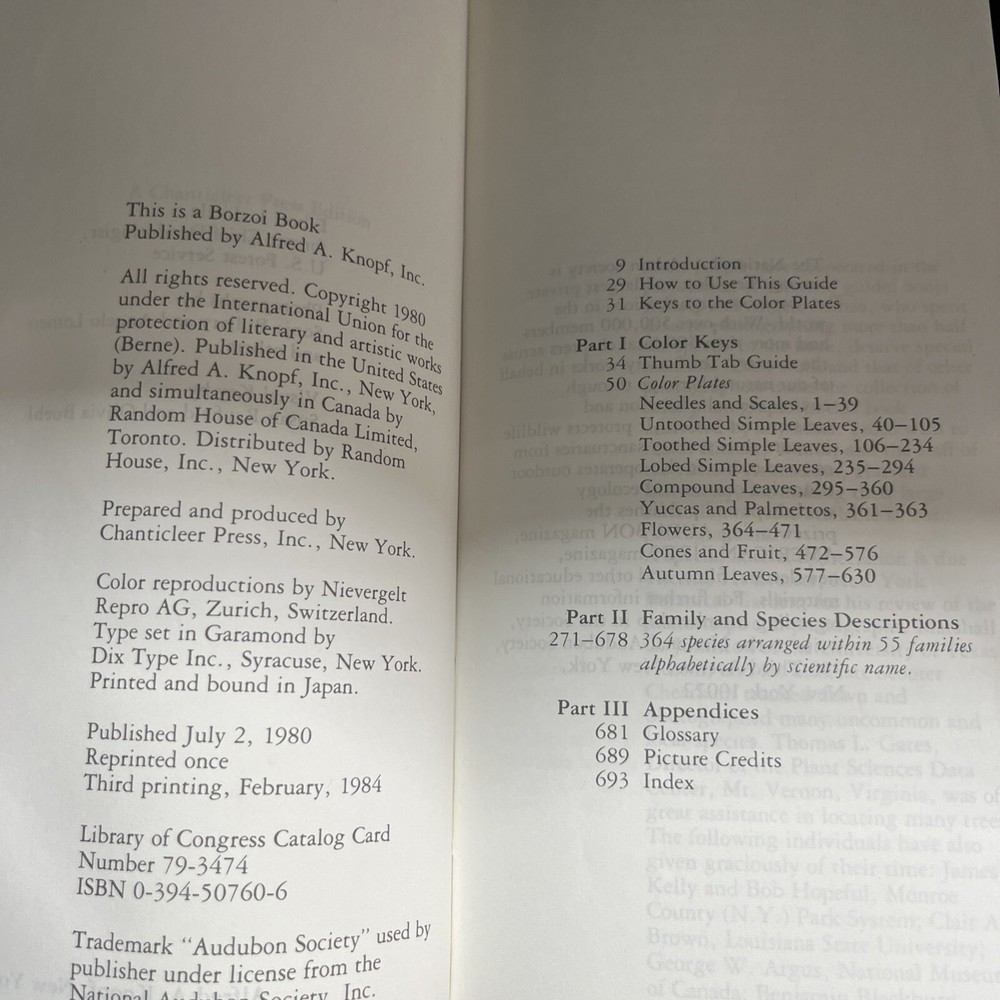 This is a Borzoi Book
Published by Alfred A. Knopf, Inc.
All rights reserved. Copyright 1980
under the International Union for the
protection of literary and artistic works
(Berne). Published in the United States
by Alfred A. Knopf, Inc., New York,
and simultaneously in Canada by
Random House of Canada Limited,
Toronto. Distributed by Random
House, Inc., New York.
Prepared and produced by
Chanticleer Press, Inc., New York.
Color reproductions by Nievergelt
Repro AG, Zurich, Switzerland.
Type set in Garamond by
Dix Type Inc., Syracuse, New York.
Printed and bound in Japan.
Published July 2, 1980
Reprinted once
Third printing, February, 1984
Library of Congress Catalog Card
Number 79-3474
ISBN 0-394-50760-6
Trademark "Audubon Society" used by
publisher under license from the
National Audubon Society, Inc.
9 Introduction
29 How to Use This Guide
31 Keys to the Color Plates
Part I Color Keys
34 Thumb Tab Guide
50 Color Plates
Needles and Scales, 1–39
Untoothed Simple Leaves, 40–105
Toothed Simple Leaves, 106–234
Lobed Simple Leaves, 235–294
Compound Leaves, 295–360
Yuccas and Palmettos, 361–363
Flowers, 364–471
Cones and Fruit, 472–576
Autumn Leaves, 577–630
Part II Family and Species Descriptions
271–678 364 species arranged within 55 families
alphabetically by scientific name.
Part III Appendices
681 Glossary
689 Picture Credits
693 Index